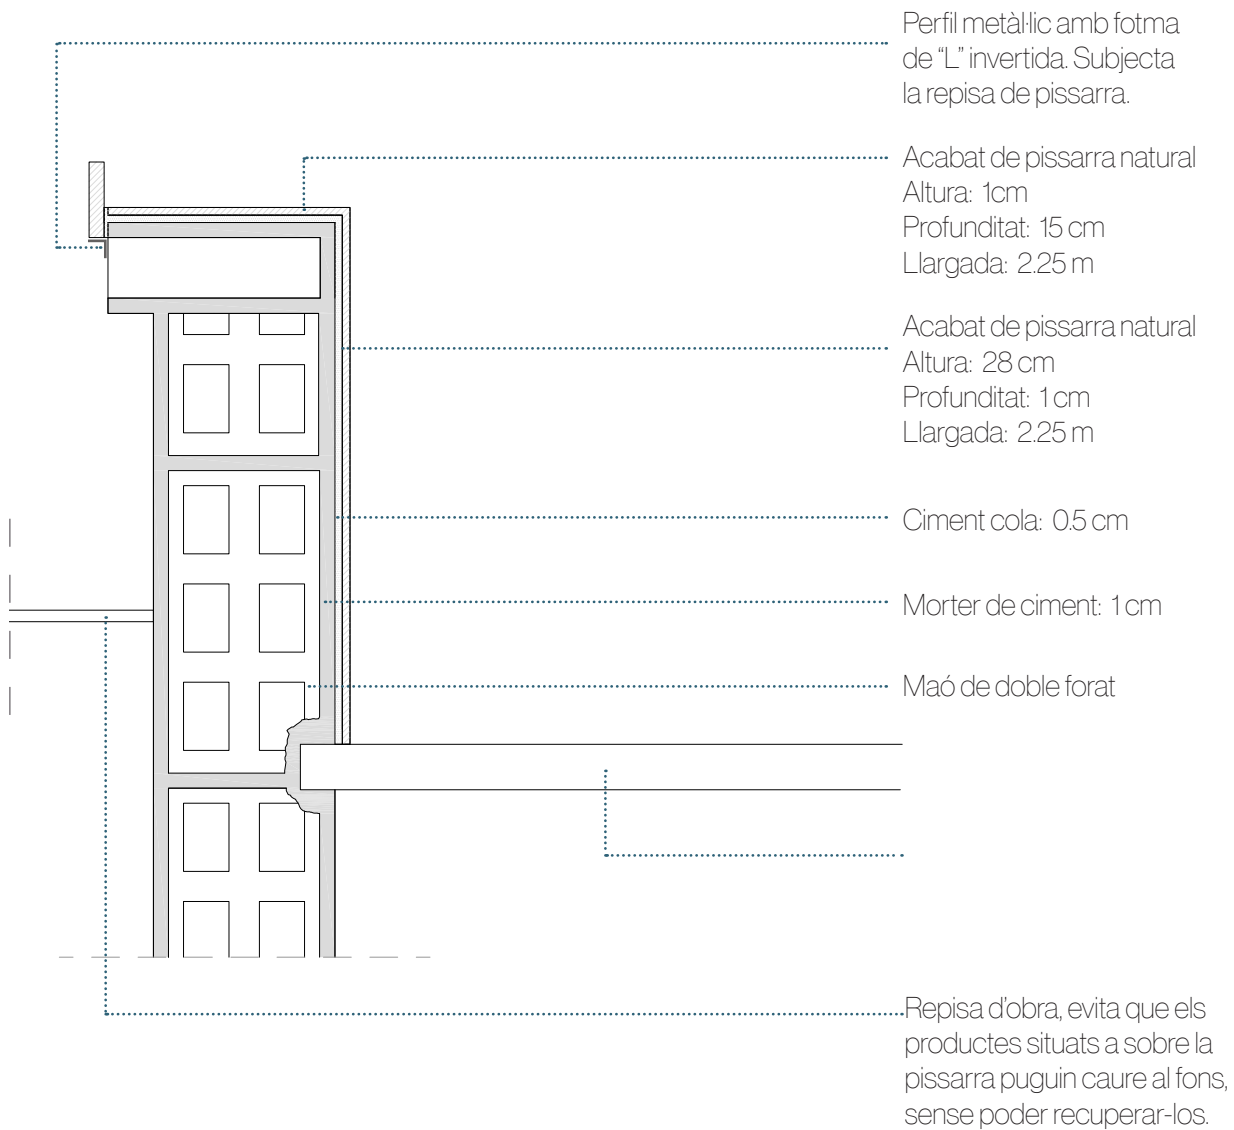 Perfil metàl·lic amb fotma
de “L” invertida. Subjecta
la repisa de pissarra.
Acabat de pissarra natural
Altura: 1cm
Profunditat: 15 cm
Llargada: 2.25 m
Acabat de pissarra natural
Altura: 28 cm
Profunditat: 1 cm
Llargada: 2.25 m
Ciment cola: 0.5 cm
Morter de ciment: 1 cm
Maó de doble forat
Repisa d’obra, evita que els
productes situats a sobre la
pissarra puguin caure al fons,
sense poder recuperar-los.